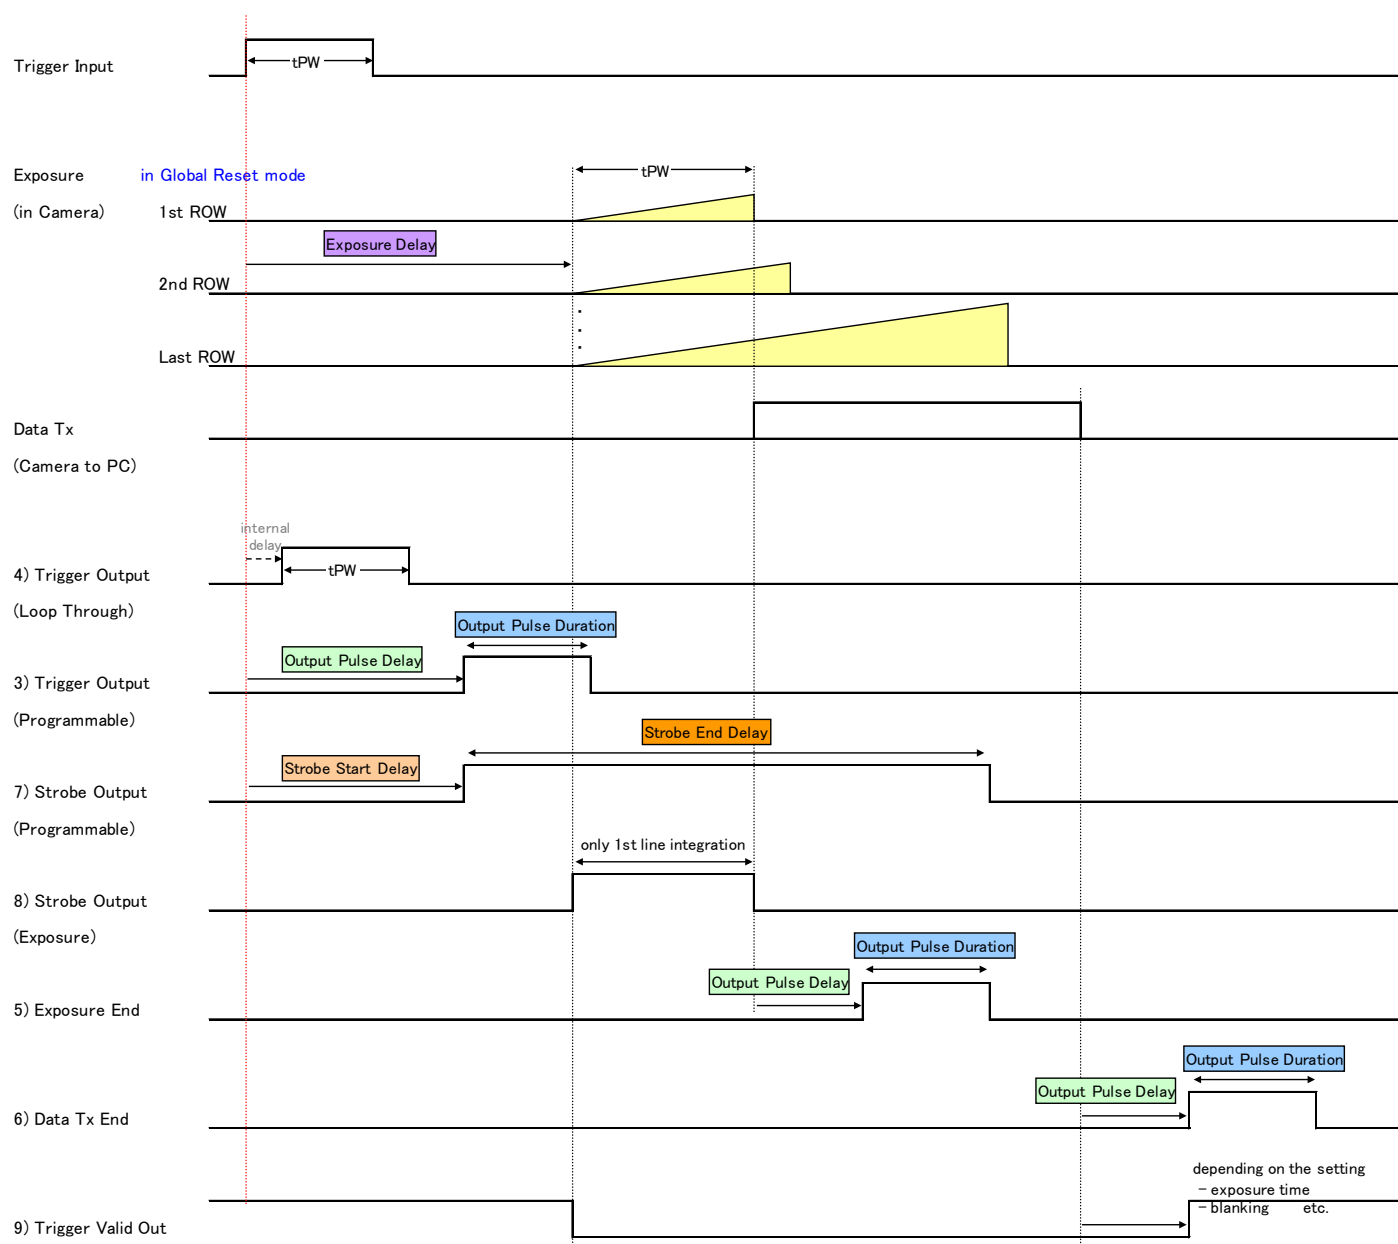 Trigger Input
tPW
Exposure in Global Reset mode
tPW
(in Camera) 1st ROW
Exposure Delay
2nd ROW
Last ROW
Data Tx
(Camera to PC)
internal
delay
4) Trigger Output
tPW
(Loop Through)
Output Pulse Duration
Output Pulse Delay
3) Trigger Output
(Programmable)
Strobe End Delay
Strobe Start Delay
7) Strobe Output
(Programmable)
only 1st line integration
8) Strobe Output
(Exposure)
Output Pulse Duration
Output Pulse Delay
5) Exposure End
Output Pulse Duration
Output Pulse Delay
6) Data Tx End
depending on the setting
- exposure time
- blanking etc.
9) Trigger Valid Out